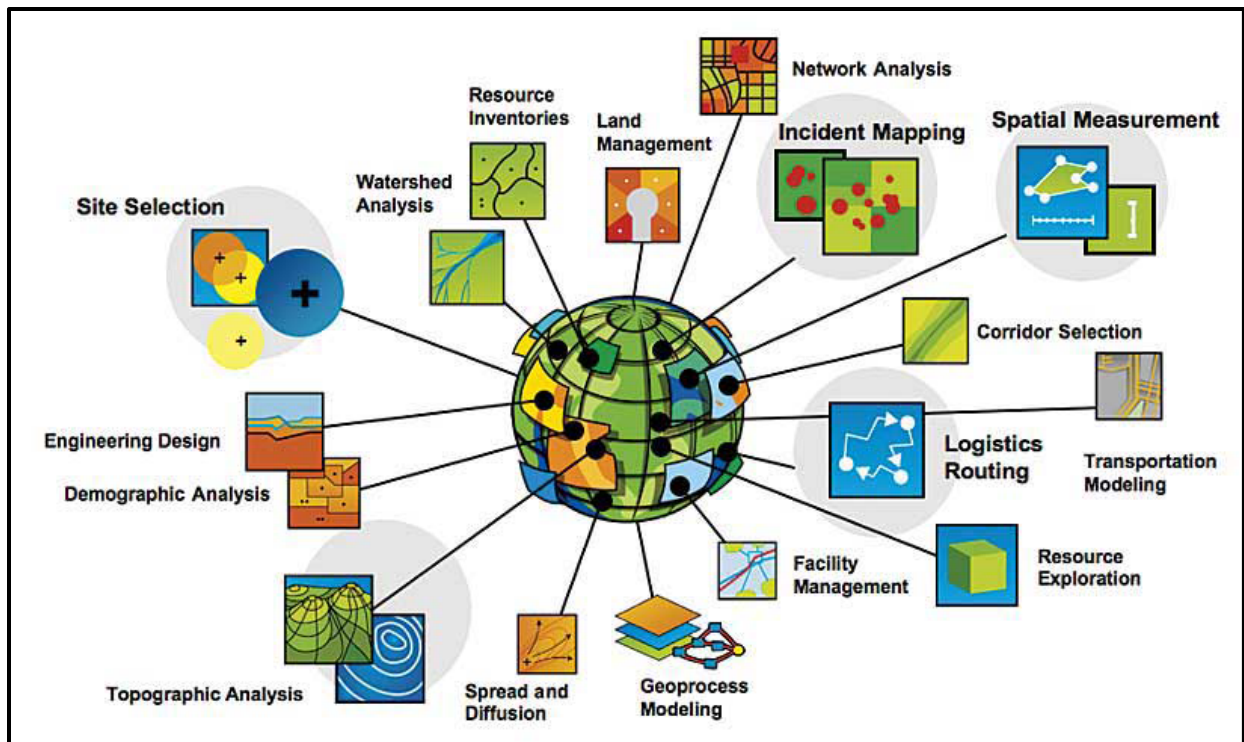 Network Analysis
Resource
Inventories
Land
Management
Incident Mapping
Spatial Measurement
Watershed
Analysis
Site Selection
Corridor Selection
Engineering Design
Logistics
Routing
Transportation
Modeling
Demographic Analysis
Facility
Management
Resource
Exploration
Topographic Analysis
Spread and
Diffusion
Geoprocess
Modeling